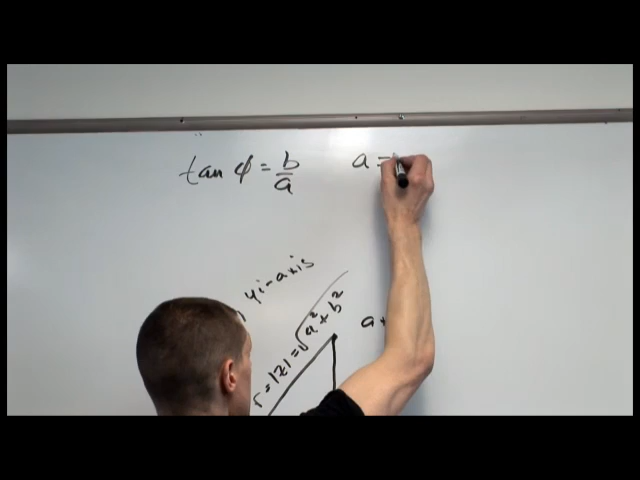 tan φ = b/a
a =
yi-axis
r = |z| = √a² + b²
a